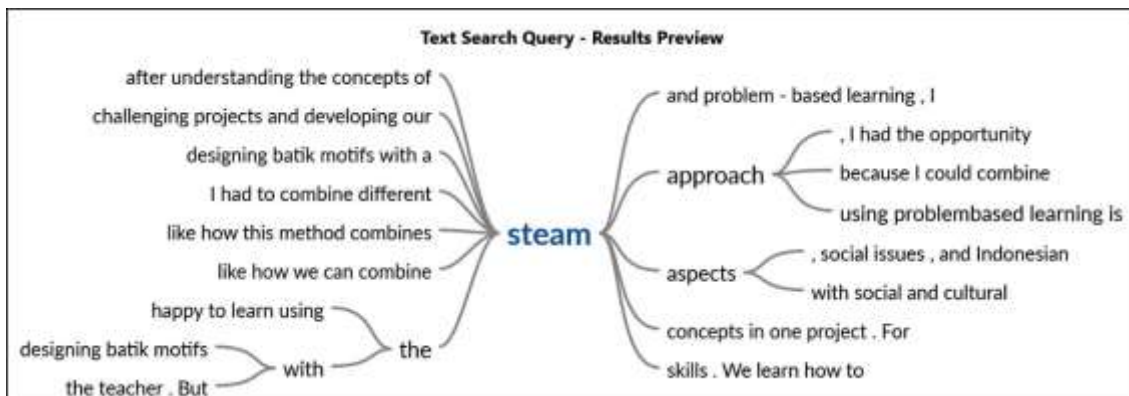 Text Search Query - Results Preview
after understanding the concepts of
challenging projects and developing our
designing batik motifs with a
I had to combine different
like how this method combines
like how we can combine
happy to learn using
designing batik motifs
the teacher . But
with
the
steam
and problem - based learning , I
approach
, I had the opportunity
because I could combine
using problembased learning is
aspects
, social issues , and Indonesian
with social and cultural
concepts in one project . For
skills . We learn how to